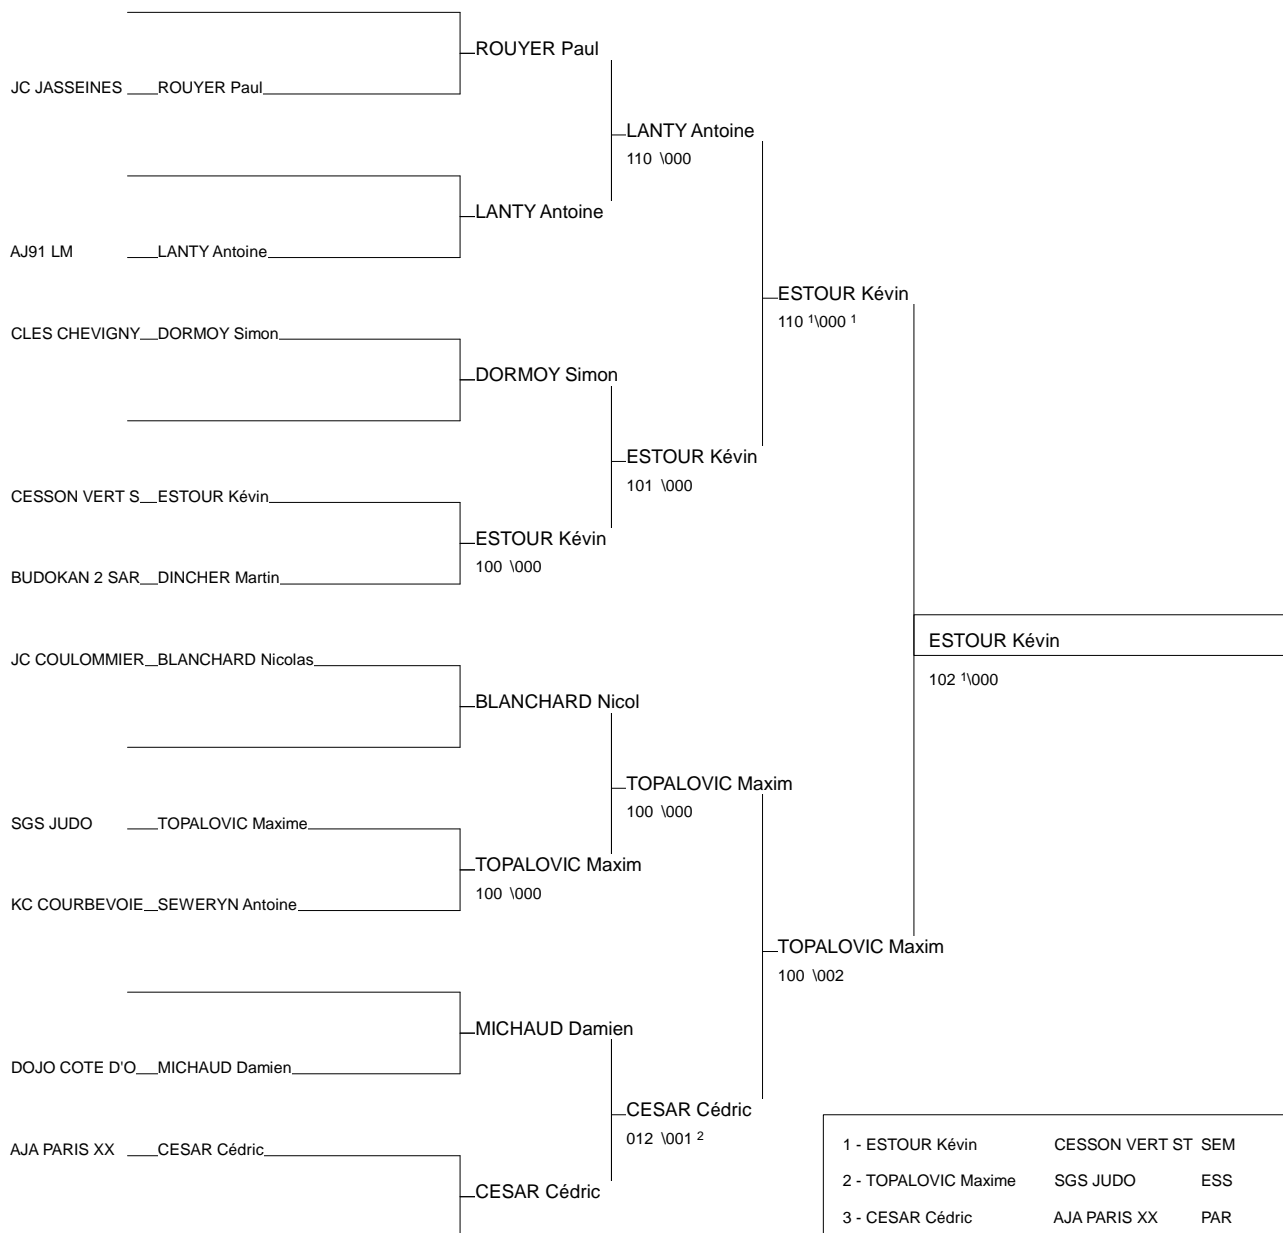 ROUYER Paul
JC JASSEINES ROUYER Paul
LANTY Antoine
110 \000
LANTY Antoine
AJ91 LM LANTY Antoine
ESTOUR Kévin
110 1\000 1
CLES CHEVIGNY DORMOY Simon
DORMOY Simon
ESTOUR Kévin
101 \000
CESSON VERT S ESTOUR Kévin
ESTOUR Kévin
100 \000
BUDOKAN 2 SAR DINCHER Martin
ESTOUR Kévin
102 1\000
JC COULOMMIER BLANCHARD Nicolas
BLANCHARD Nicol
TOPALOVIC Maxim
100 \000
SGS JUDO TOPALOVIC Maxime
TOPALOVIC Maxim
100 \000
KC COURBEVOIE SEWERYN Antoine
TOPALOVIC Maxim
100 \002
MICHAUD Damien
DOJO COTE D'O MICHAUD Damien
CESAR Cédric
012 \001 2
AJA PARIS XX CESAR Cédric
CESAR Cédric
1 - ESTOUR Kévin CESSON VERT ST SEM
2 - TOPALOVIC Maxime SGS JUDO ESS
3 - CESAR Cédric AJA PARIS XX PAR